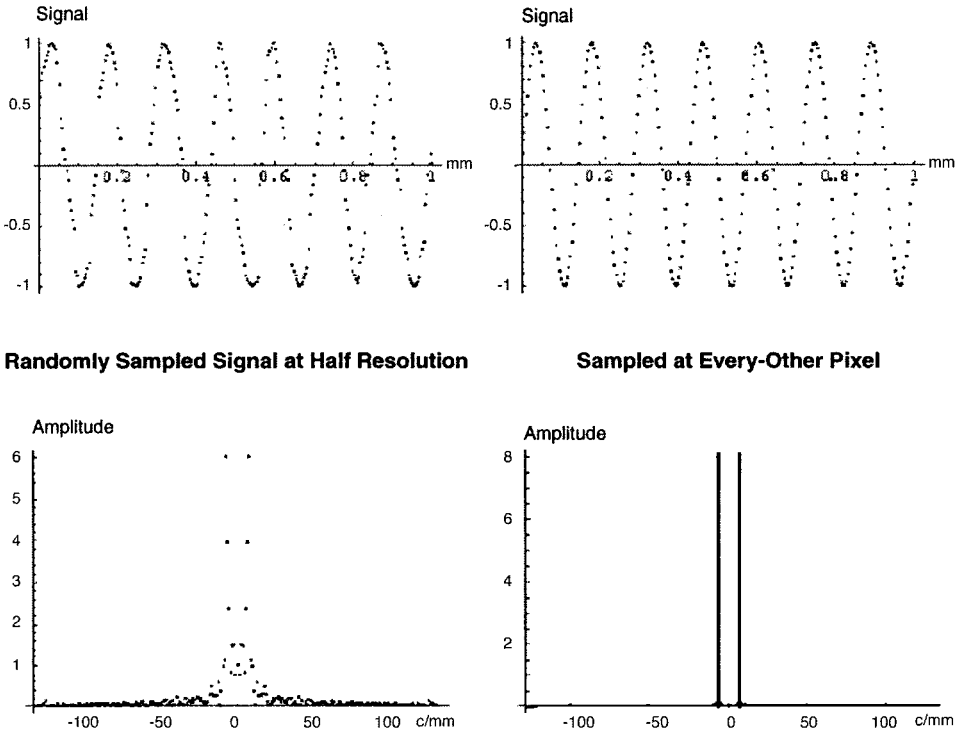 Signal
1
0.5
-0.5
-1
0.2 0.4 0.6 0.8 1 mm
Signal
1
0.5
-0.5
-1
0.2 0.4 0.6 0.8 1 mm
Randomly Sampled Signal at Half Resolution
Sampled at Every-Other Pixel
Amplitude
6
5
4
3
2
1
-100 -50 0 50 100 c/mm
Amplitude
8
6
4
2
-100 -50 0 50 100 c/mm